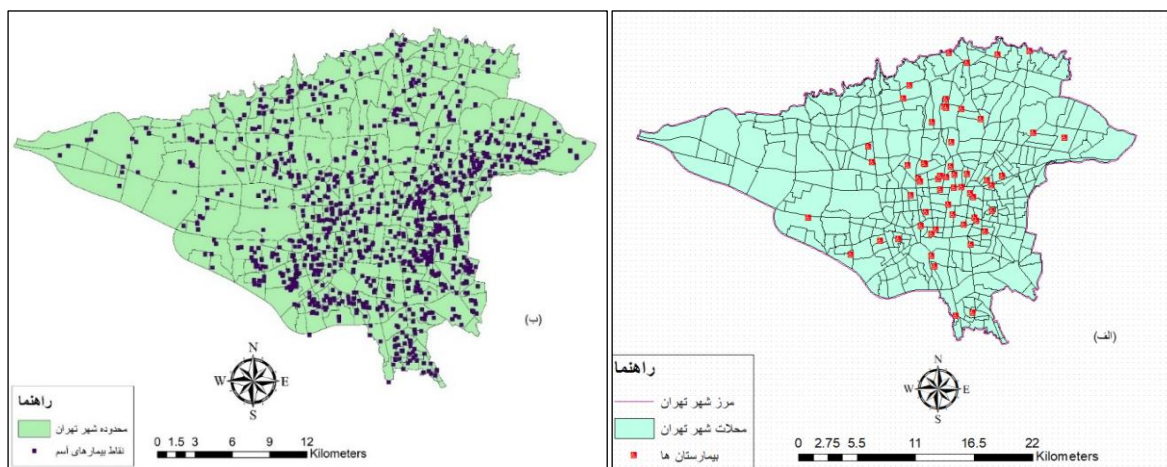 (ب)
N
W E
S
راهنما
محدوده شهر تهران
نقاط بیمارهای آسم
0 1.5 3 6 9 12
Kilometers
(الف)
راهنما
مرز شهر تهران
محلات شهر تهران
بیمارستان ها
N
W E
S
0 2.75 5.5 11 16.5 22
Kilometers